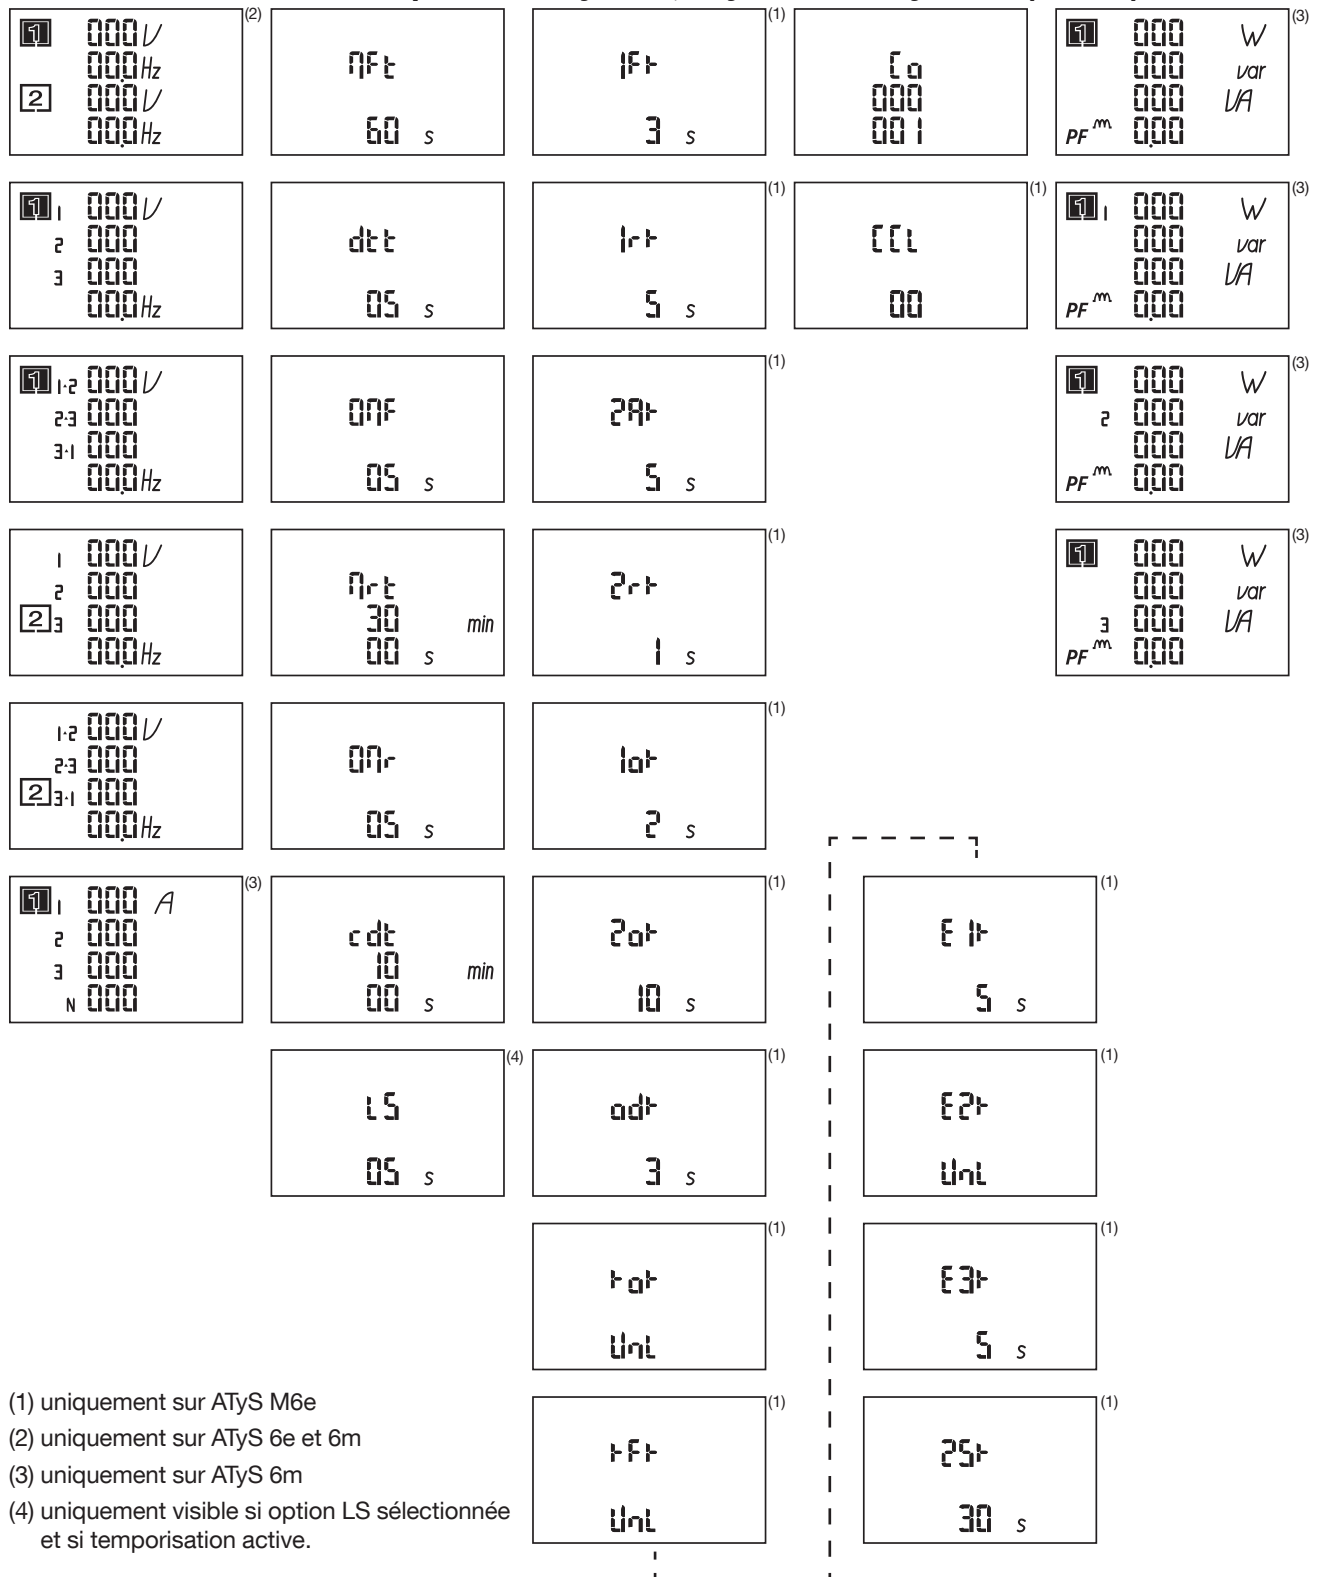 1 000 V (2)
00.0 Hz
2 000 V
00.0 Hz
MFt
60 s
1Ft (1)
3 s
Co
000
001
1 000 W (3)
000 var
000 VA
PF 0.00
1 1 000 V
2 000
3 000
00.0 Hz
dtt
05 s
1rt (1)
5 s
CCL (1)
00
1 1 000 W (3)
000 var
000 VA
PF 0.00
1 1-2 000 V
2-3 000
3-1 000
00.0 Hz
0MF
05 s
2At (1)
5 s
1 000 W (3)
2 000 var
000 VA
PF 0.00
1 000 V
2 000
2 3 000
00.0 Hz
Mrt
30 min
00 s
2rt (1)
1 s
1 000 W (3)
000 var
3 000 VA
PF 0.00
1-2 000 V
2-3 000
2 3-1 000
00.0 Hz
0Mr
05 s
1ot (1)
2 s
1 1 000 A (3)
2 000
3 000
N 000
cdt
10 min
00 s
2ot (1)
10 s
E1t (1)
5 s
LS (4)
05 s
odt (1)
3 s
E2t (1)
UnL
tot (1)
UnL
E3t (1)
5 s
tFt (1)
UnL
2St (1)
30 s
(1) uniquement sur ATyS M6e
(2) uniquement sur ATyS 6e et 6m
(3) uniquement sur ATyS 6m
(4) uniquement visible si option LS sélectionnée
et si temporisation active.